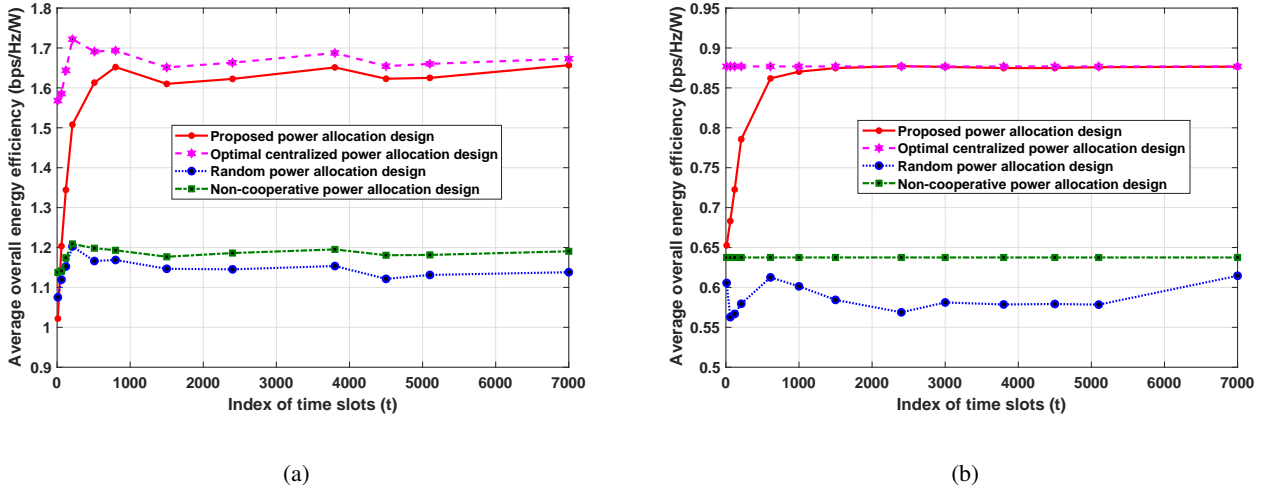 Average overall energy efficiency (bps/Hz/W)
1.8
1.7
1.6
1.5
1.4
1.3
1.2
1.1
1
0.9
Proposed power allocation design
Optimal centralized power allocation design
Random power allocation design
Non-cooperative power allocation design
0 1000 2000 3000 4000 5000 6000 7000
Index of time slots (t)
(a)
Average overall energy efficiency (bps/Hz/W)
0.95
0.9
0.85
0.8
0.75
0.7
0.65
0.6
0.55
0.5
Proposed power allocation design
Optimal centralized power allocation design
Random power allocation design
Non-cooperative power allocation design
0 1000 2000 3000 4000 5000 6000 7000
Index of time slots (t)
(b)